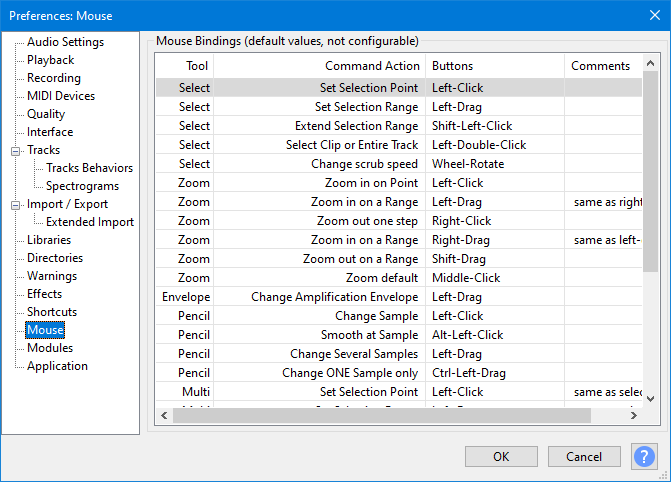 Preferences: Mouse
Audio Settings
Playback
Recording
MIDI Devices
Quality
Interface
Tracks
Tracks Behaviors
Spectrograms
Import / Export
Extended Import
Libraries
Directories
Warnings
Effects
Shortcuts
Mouse
Modules
Application
Mouse Bindings (default values, not configurable)
Tool Command Action Buttons Comments
Select Set Selection Point Left-Click
Select Set Selection Range Left-Drag
Select Extend Selection Range Shift-Left-Click
Select Select Clip or Entire Track Left-Double-Click
Select Change scrub speed Wheel-Rotate
Zoom Zoom in on Point Left-Click
Zoom Zoom in on a Range Left-Drag same as right
Zoom Zoom out one step Right-Click
Zoom Zoom in on a Range Right-Drag same as left-
Zoom Zoom out on a Range Shift-Drag
Zoom Zoom default Middle-Click
Envelope Change Amplification Envelope Left-Drag
Pencil Change Sample Left-Click
Pencil Smooth at Sample Alt-Left-Click
Pencil Change Several Samples Left-Drag
Pencil Change ONE Sample only Ctrl-Left-Drag
Multi Set Selection Point Left-Click same as selec
OK Cancel ?